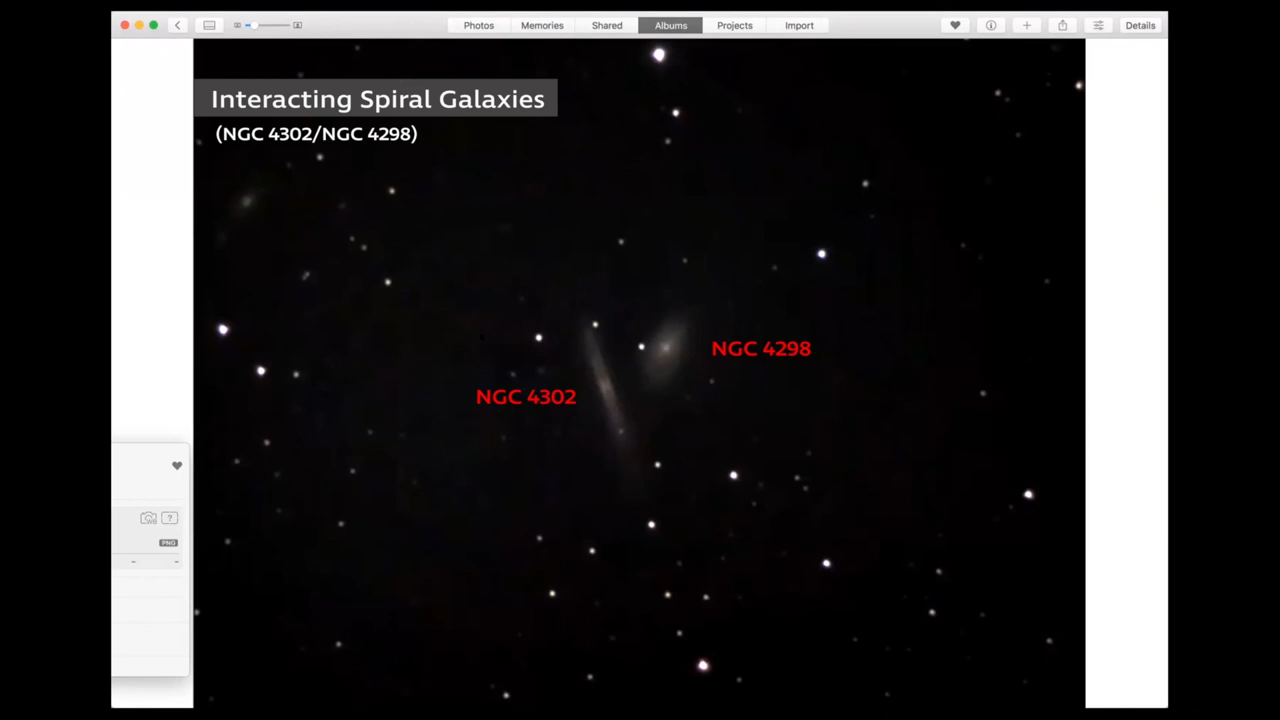 Photos Memories Shared Albums Projects Import Details
Interacting Spiral Galaxies
(NGC 4302/NGC 4298)
NGC 4298
NGC 4302
?
PNG
- -